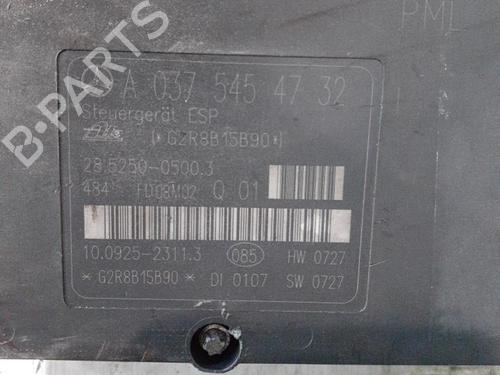 PML
A 037 545 47 32
Steuergerät ESP
Ate (*G2R8B15B90*)
28.5250-0500.3
484 FD08M02 Q 01
10.0925-2311.3 085 HW 0727
*G2R8B15B90* DI 0107 SW 0727
B-PARTS